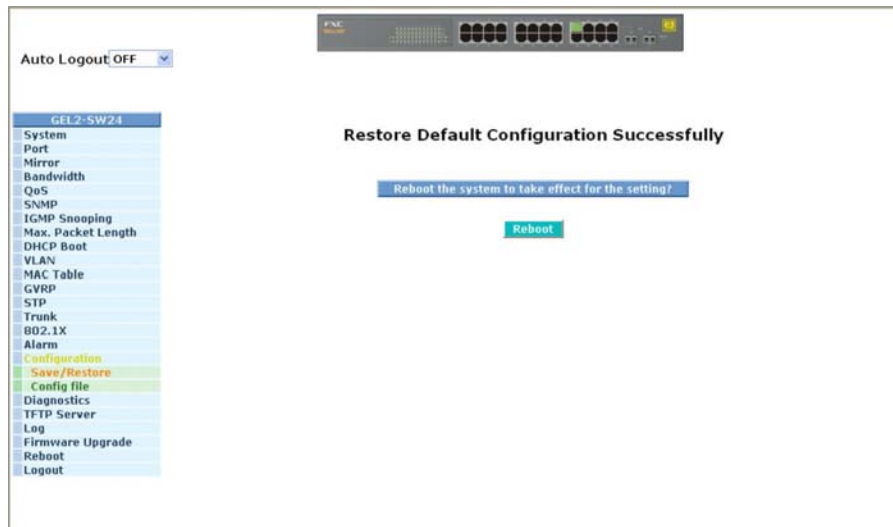 FXC
Auto Logout OFF
GEL2-SW24
System
Port
Mirror
Bandwidth
QoS
SNMP
IGMP Snooping
Max. Packet Length
DHCP Boot
VLAN
MAC Table
GVRP
STP
Trunk
802.1X
Alarm
Configuration
Save/Restore
Config file
Diagnostics
TFTP Server
Log
Firmware Upgrade
Reboot
Logout
Restore Default Configuration Successfully
Reboot the system to take effect for the setting?
Reboot